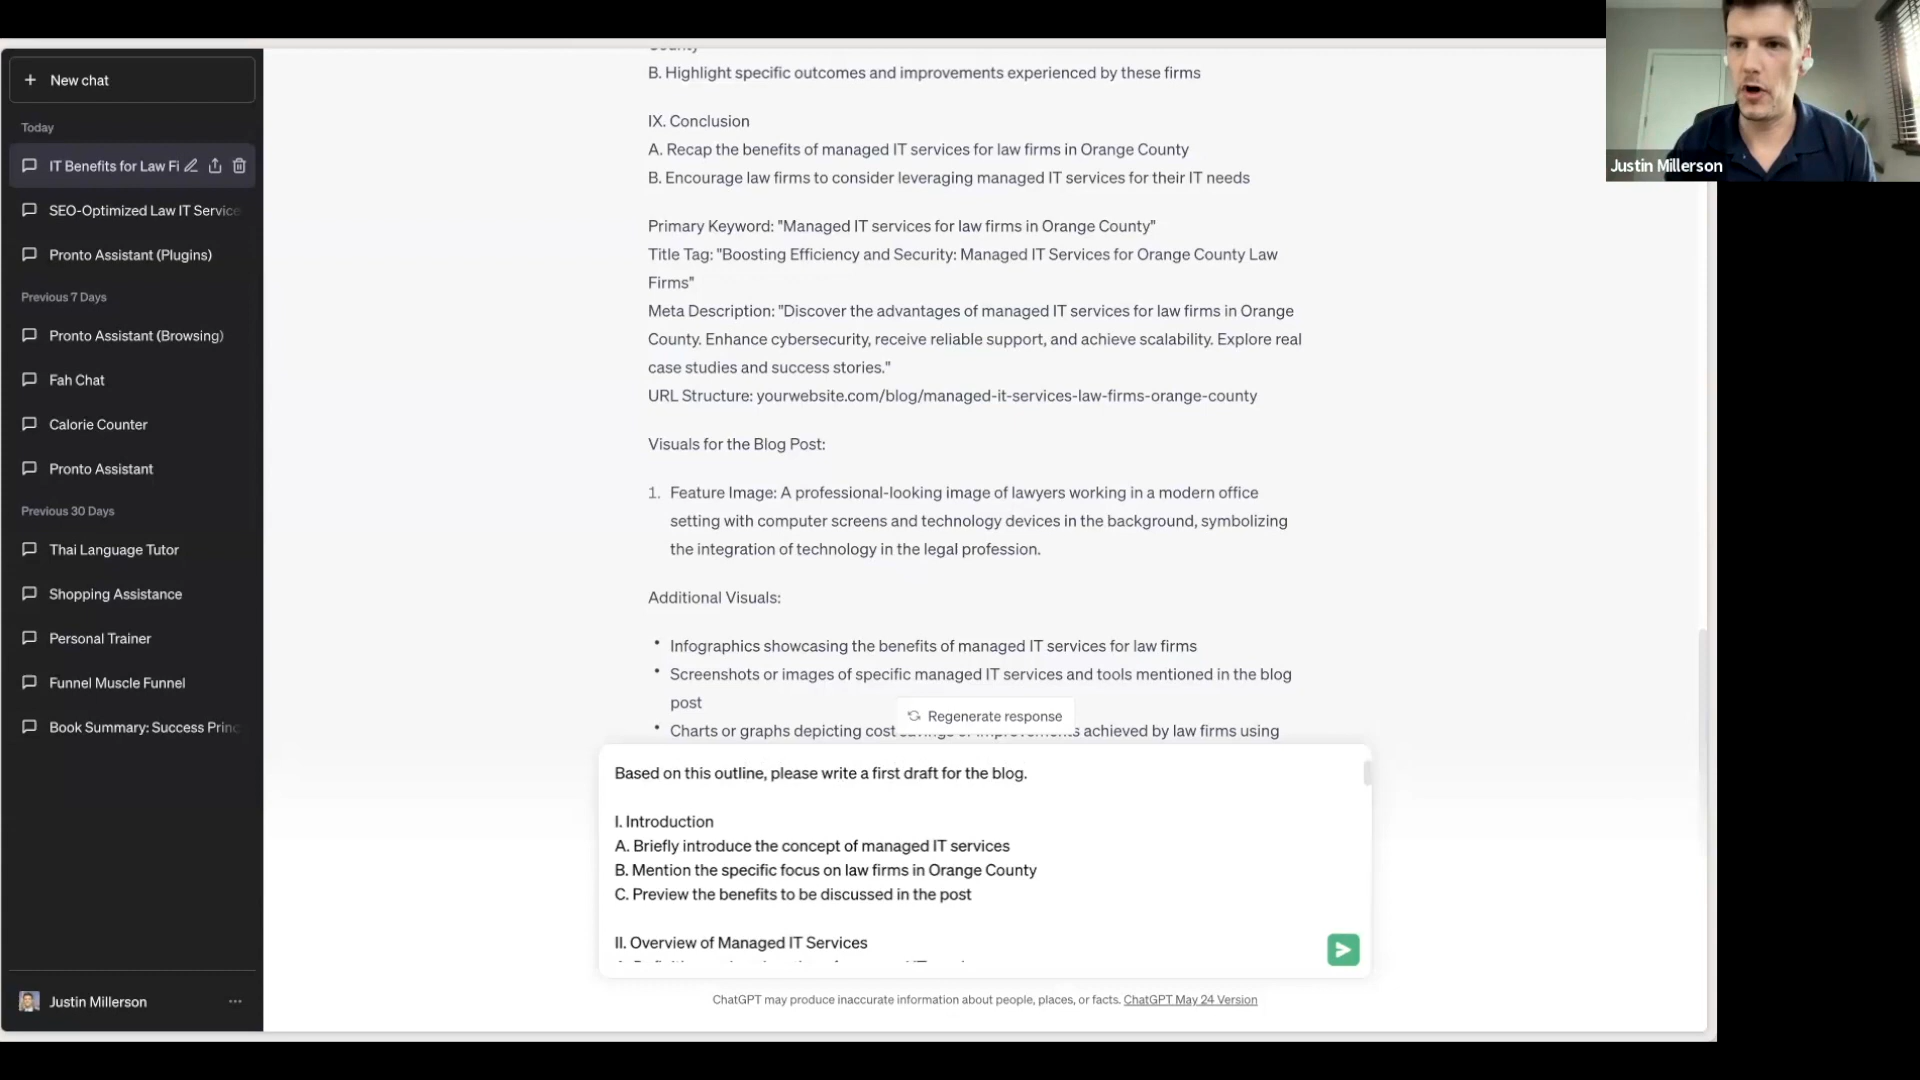 New chat
Today
IT Benefits for Law Fi
SEO-Optimized Law IT Service
Pronto Assistant (Plugins)
Previous 7 Days
Pronto Assistant (Browsing)
Fah Chat
Calorie Counter
Pronto Assistant
Previous 30 Days
Thai Language Tutor
Shopping Assistance
Personal Trainer
Funnel Muscle Funnel
Book Summary: Success Princ
Justin Millerson
County
B. Highlight specific outcomes and improvements experienced by these firms
IX. Conclusion
A. Recap the benefits of managed IT services for law firms in Orange County
B. Encourage law firms to consider leveraging managed IT services for their IT needs
Primary Keyword: "Managed IT services for law firms in Orange County"
Title Tag: "Boosting Efficiency and Security: Managed IT Services for Orange County Law
Firms"
Meta Description: "Discover the advantages of managed IT services for law firms in Orange
County. Enhance cybersecurity, receive reliable support, and achieve scalability. Explore real
case studies and success stories."
URL Structure: yourwebsite.com/blog/managed-it-services-law-firms-orange-county
Visuals for the Blog Post:
1. Feature Image: A professional-looking image of lawyers working in a modern office
setting with computer screens and technology devices in the background, symbolizing
the integration of technology in the legal profession.
Additional Visuals:
• Infographics showcasing the benefits of managed IT services for law firms
• Screenshots or images of specific managed IT services and tools mentioned in the blog
post
Regenerate response
• Charts or graphs depicting cost savings or improvements achieved by law firms using
Based on this outline, please write a first draft for the blog.
I. Introduction
A. Briefly introduce the concept of managed IT services
B. Mention the specific focus on law firms in Orange County
C. Preview the benefits to be discussed in the post
II. Overview of Managed IT Services
ChatGPT may produce inaccurate information about people, places, or facts. ChatGPT May 24 Version
Justin Millerson